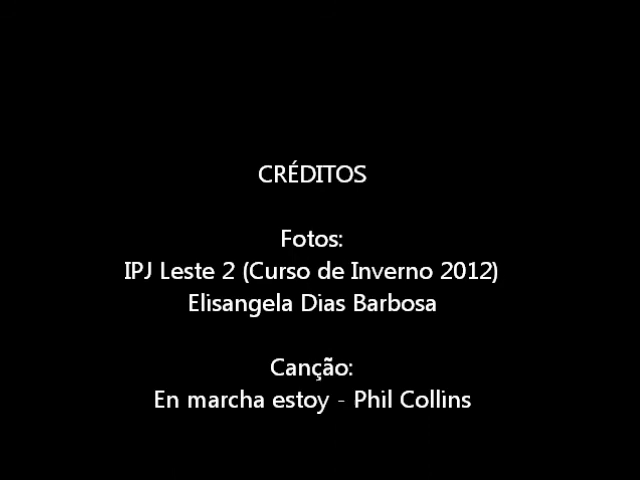 CRÉDITOS
Fotos:
IPJ Leste 2 (Curso de Inverno 2012)
Elisangela Dias Barbosa
Canção:
En marcha estoy - Phil Collins